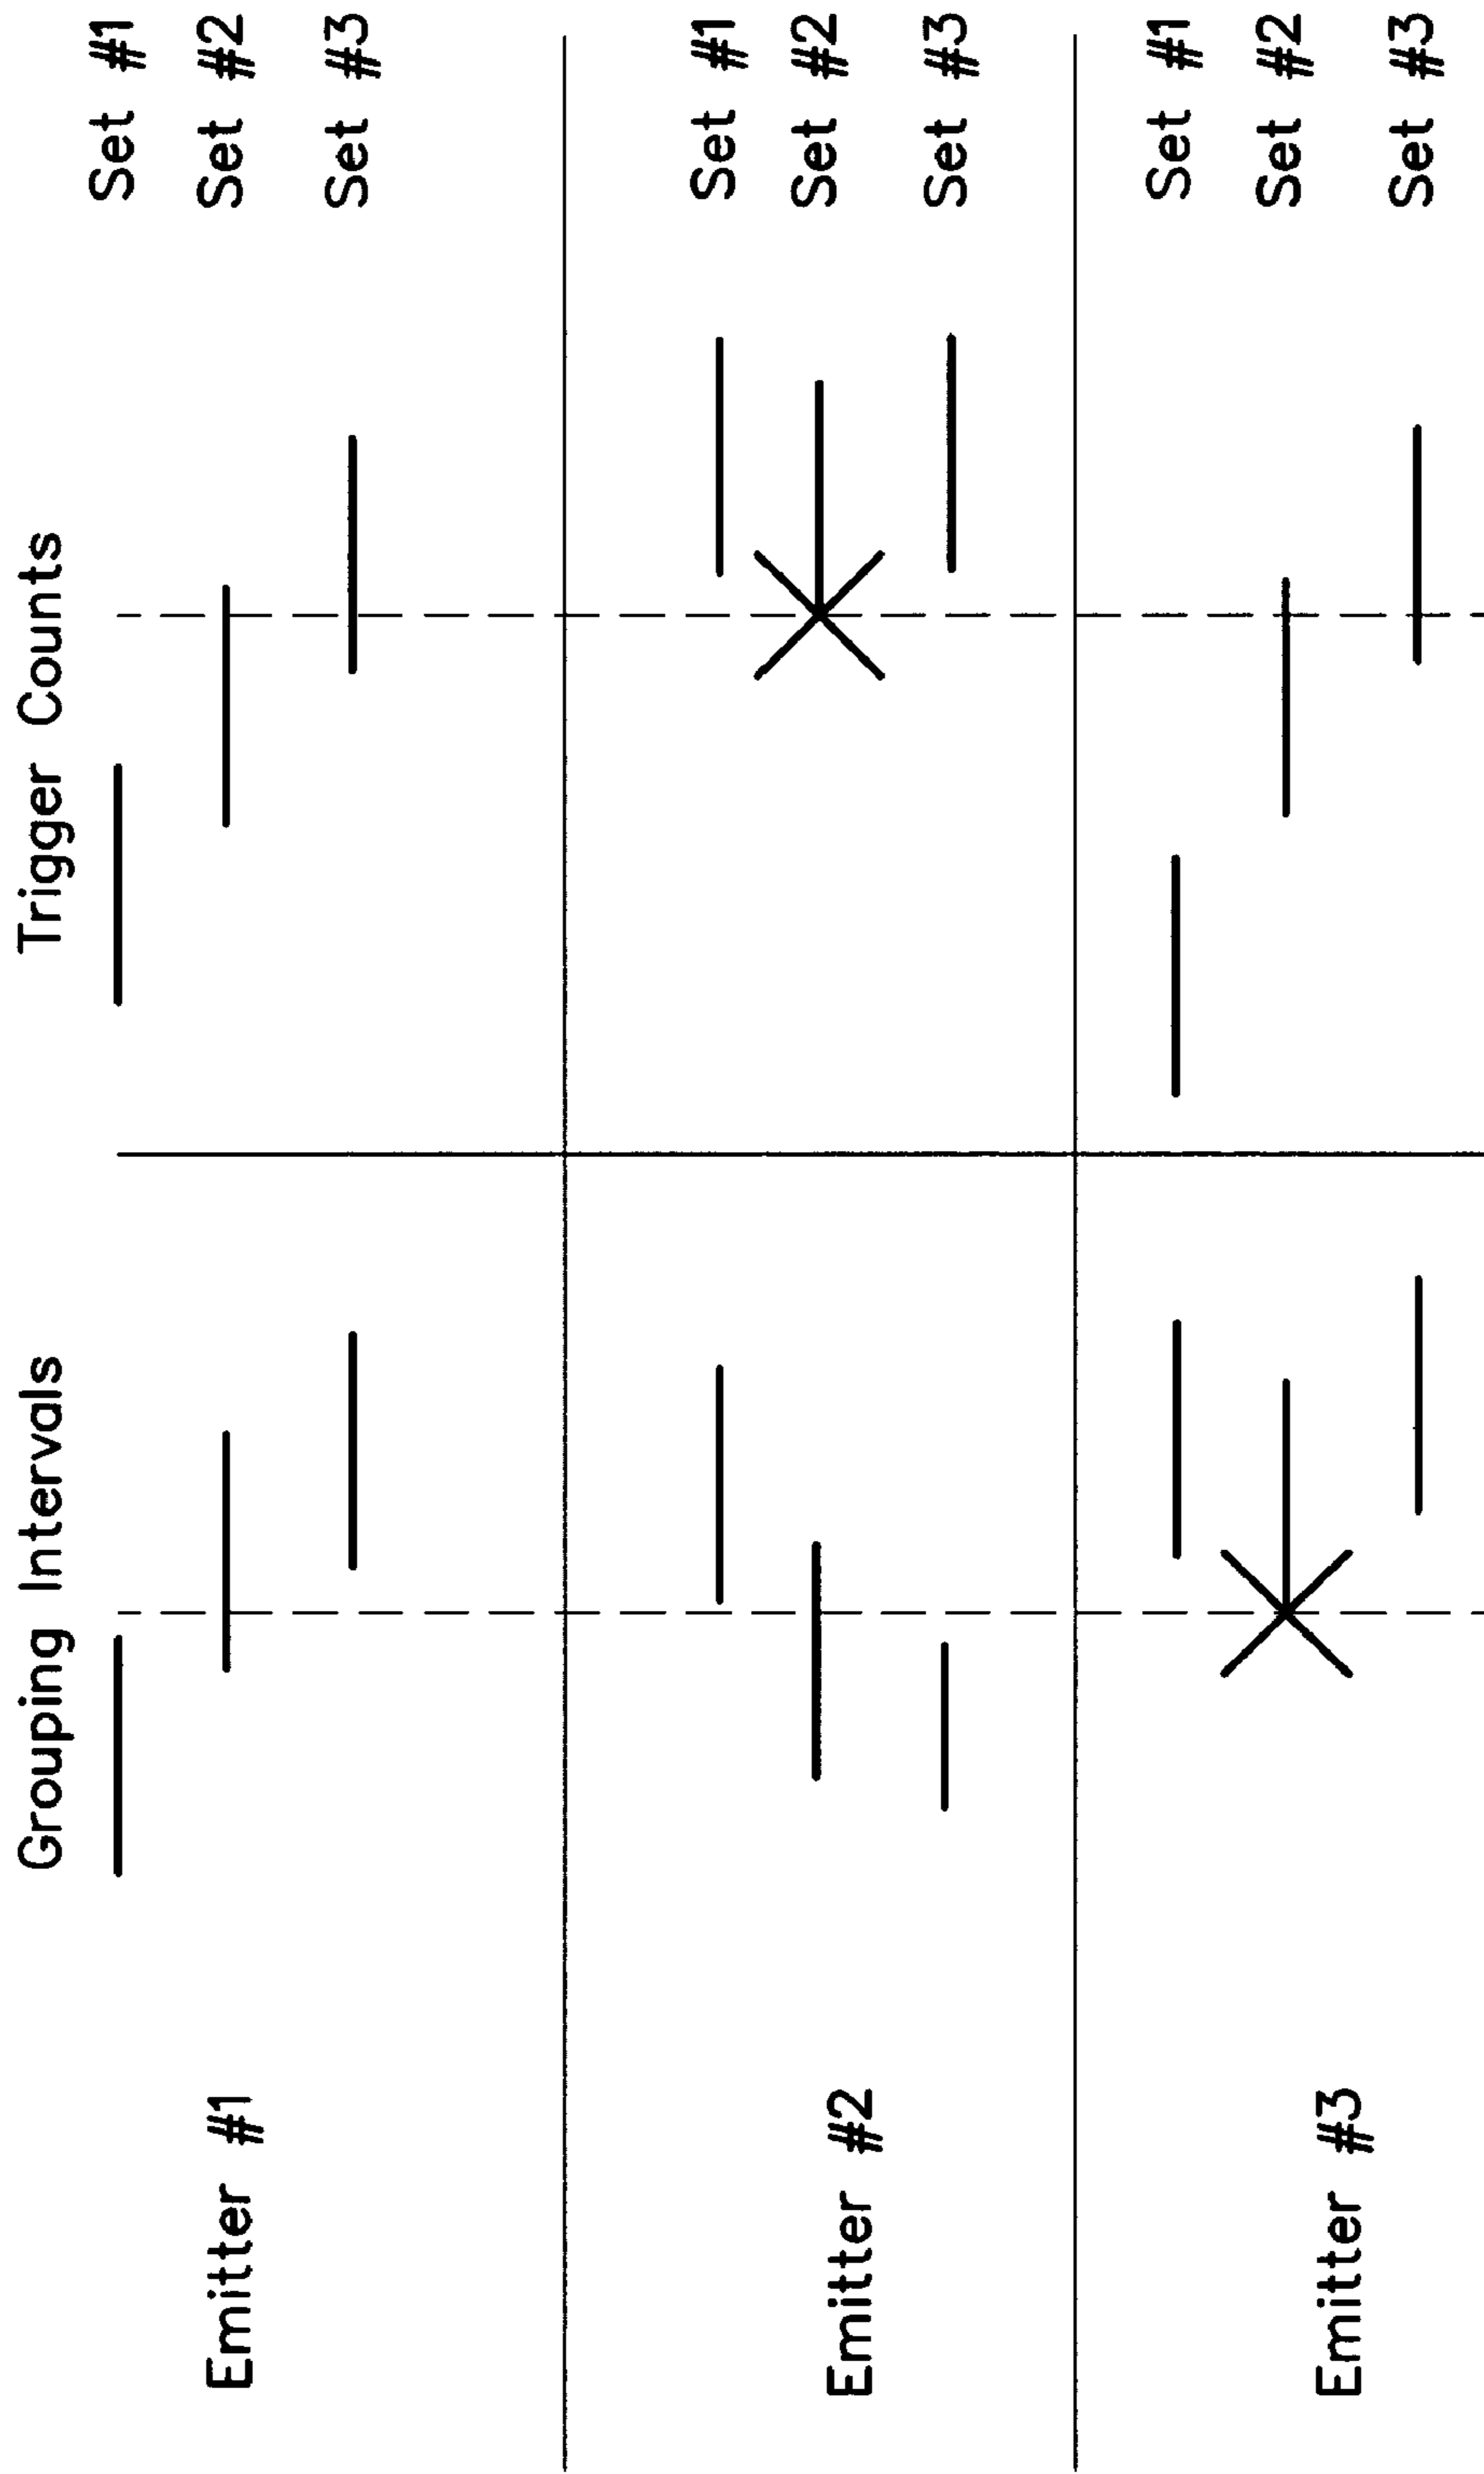 Grouping Intervals
Trigger Counts
Emitter #1
Set #1
Set #2
Set #3
Emitter #2
Set #1
Set #2
Set #3
Emitter #3
Set #1
Set #2
Set #3